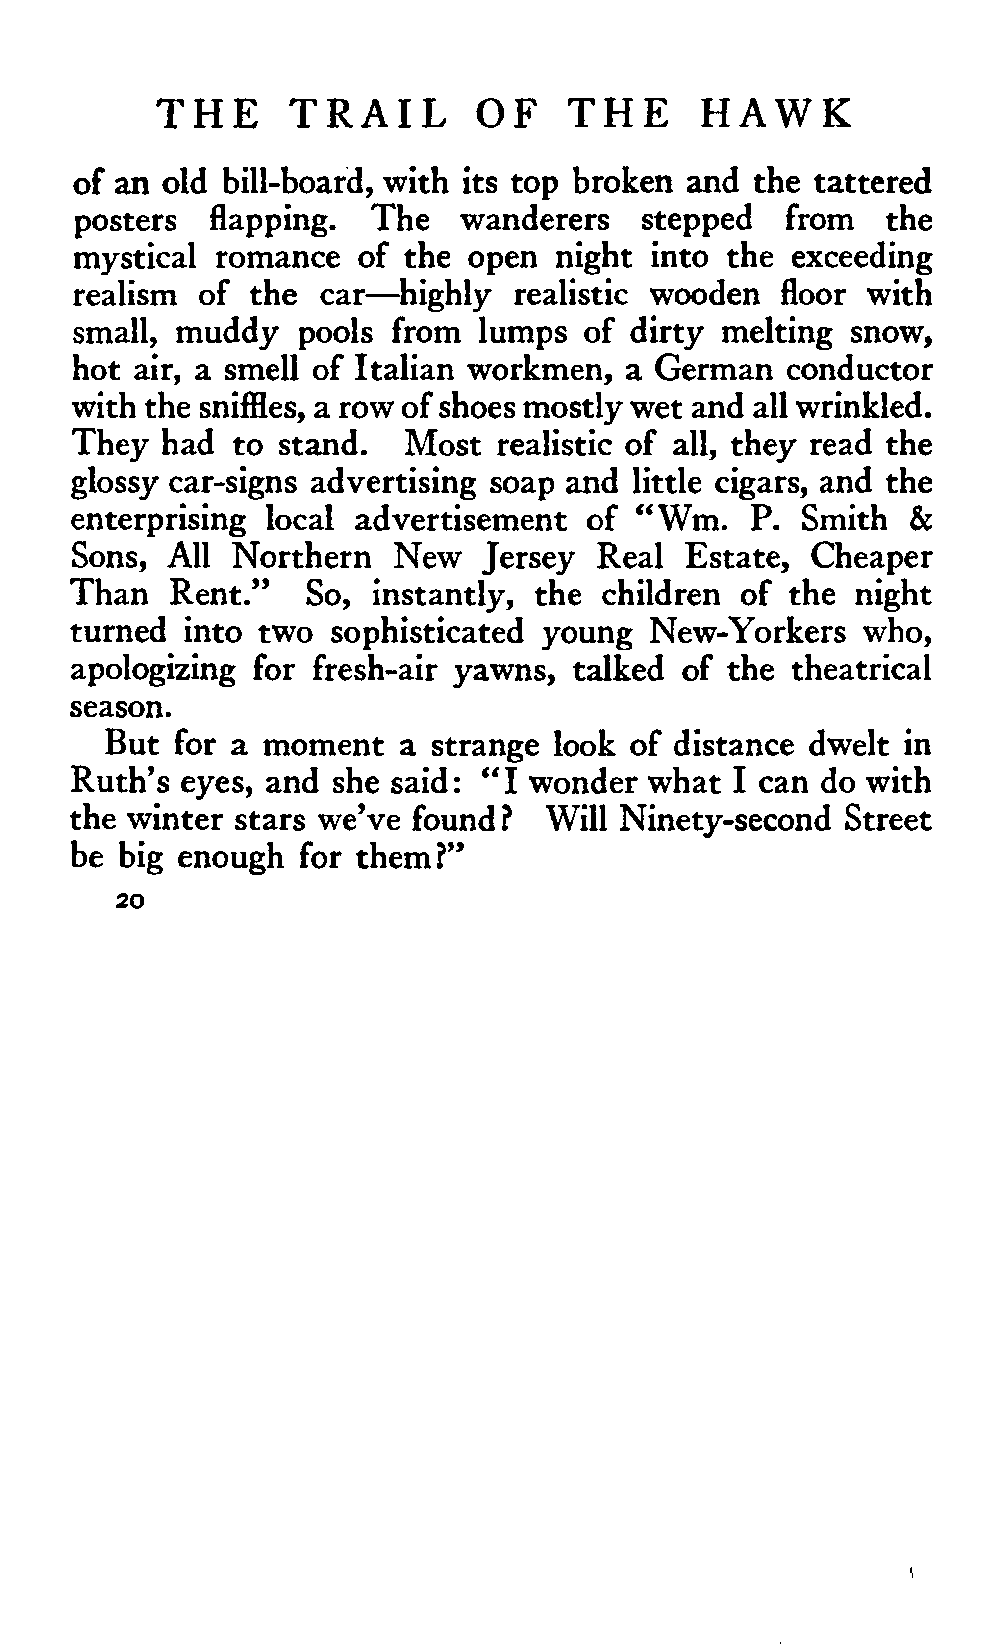 THE TRAIL OF THE HAWK
of an old bill-board, with its top broken and the tattered
posters flapping. The wanderers stepped from the
mystical romance of the open night into the exceeding
realism of the car—highly realistic wooden floor with
small, muddy pools from lumps of dirty melting snow,
hot air, a smell of Italian workmen, a German conductor
with the sniffles, a row of shoes mostly wet and all wrinkled.
They had to stand. Most realistic of all, they read the
glossy car-signs advertising soap and little cigars, and the
enterprising local advertisement of “Wm. P. Smith &
Sons, All Northern New Jersey Real Estate, Cheaper
Than Rent.” So, instantly, the children of the night
turned into two sophisticated young New-Yorkers who,
apologizing for fresh-air yawns, talked of the theatrical
season.
But for a moment a strange look of distance dwelt in
Ruth’s eyes, and she said: “I wonder what I can do with
the winter stars we’ve found? Will Ninety-second Street
be big enough for them?”
20